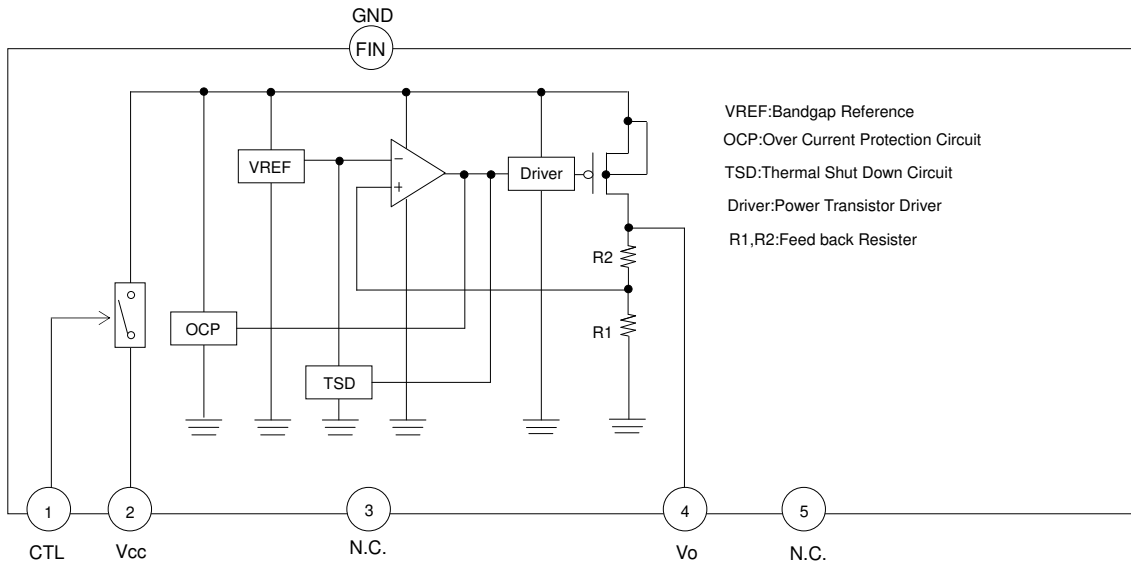 GND
FIN
VREF:Bandgap Reference
OCP:Over Current Protection Circuit
VREF
−
Driver
TSD:Thermal Shut Down Circuit
+
Driver:Power Transistor Driver
R1,R2:Feed back Resister
R2
OCP
R1
TSD
1
2
3
4
5
CTL
Vcc
N.C.
Vo
N.C.